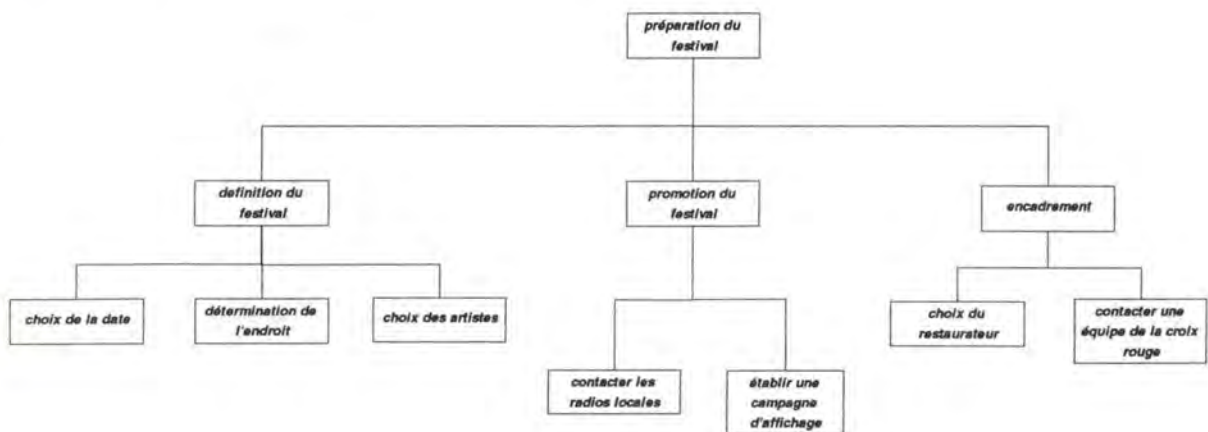 préparation du
festival
definition du
festival
promotion du
festival
encadrement
choix de la date
détermination de
l'endroit
choix des artistes
choix du
restaurateur
contacter une
équipe de la croix
rouge
contacter les
radios locales
établir une
campagne
d'affichage